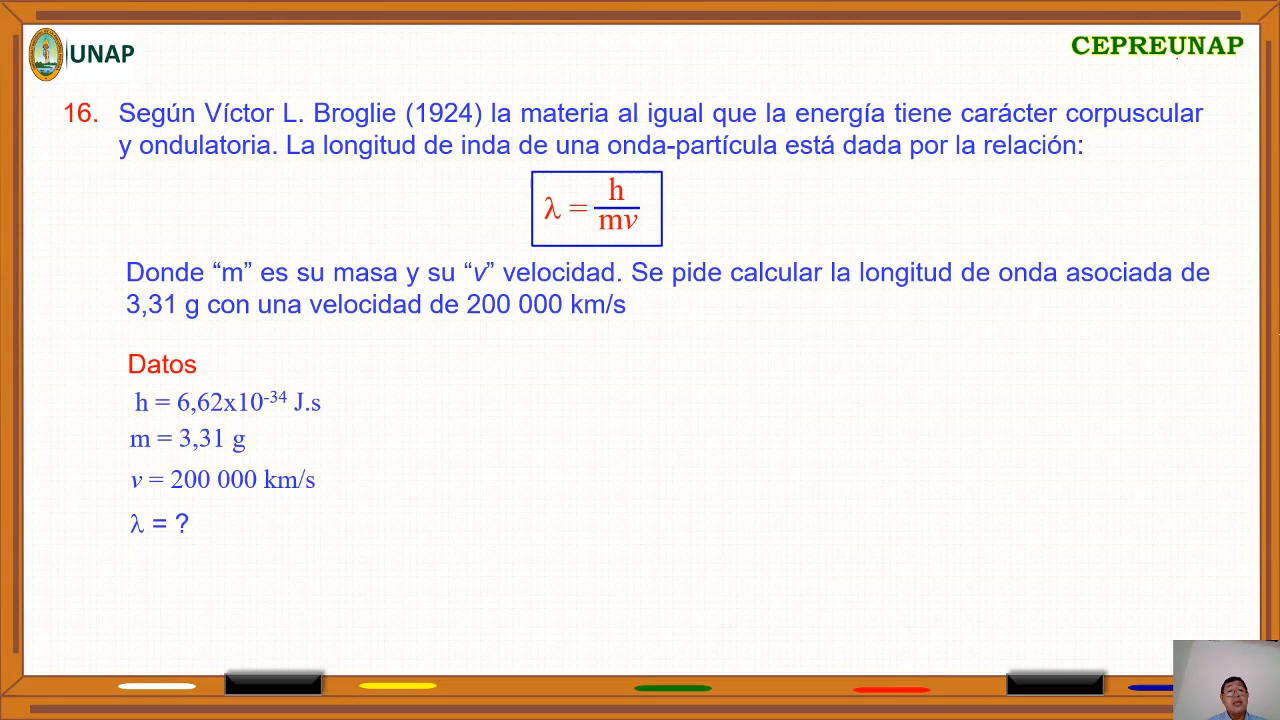 UNAP
CEPREUNAP
16. Según Víctor L. Broglie (1924) la materia al igual que la energía tiene carácter corpuscular
y ondulatoria. La longitud de inda de una onda-partícula está dada por la relación:
λ = h/mv
Donde “m” es su masa y su “v” velocidad. Se pide calcular la longitud de onda asociada de
3,31 g con una velocidad de 200 000 km/s
Datos
h = 6,62x10⁻³⁴ J.s
m = 3,31 g
v = 200 000 km/s
λ = ?